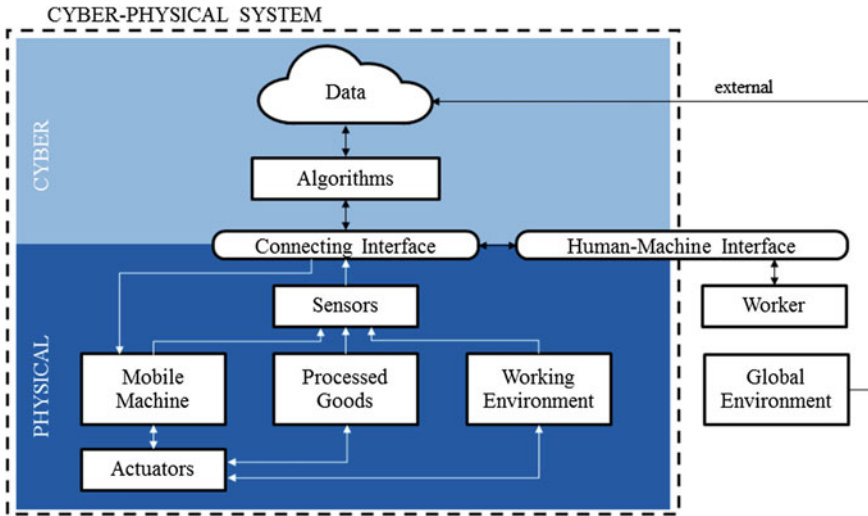 CYBER-PHYSICAL SYSTEM
Data
external
CYBER
Algorithms
Connecting Interface
Human-Machine Interface
Sensors
Worker
PHYSICAL
Mobile
Machine
Processed
Goods
Working
Environment
Global
Environment
Actuators